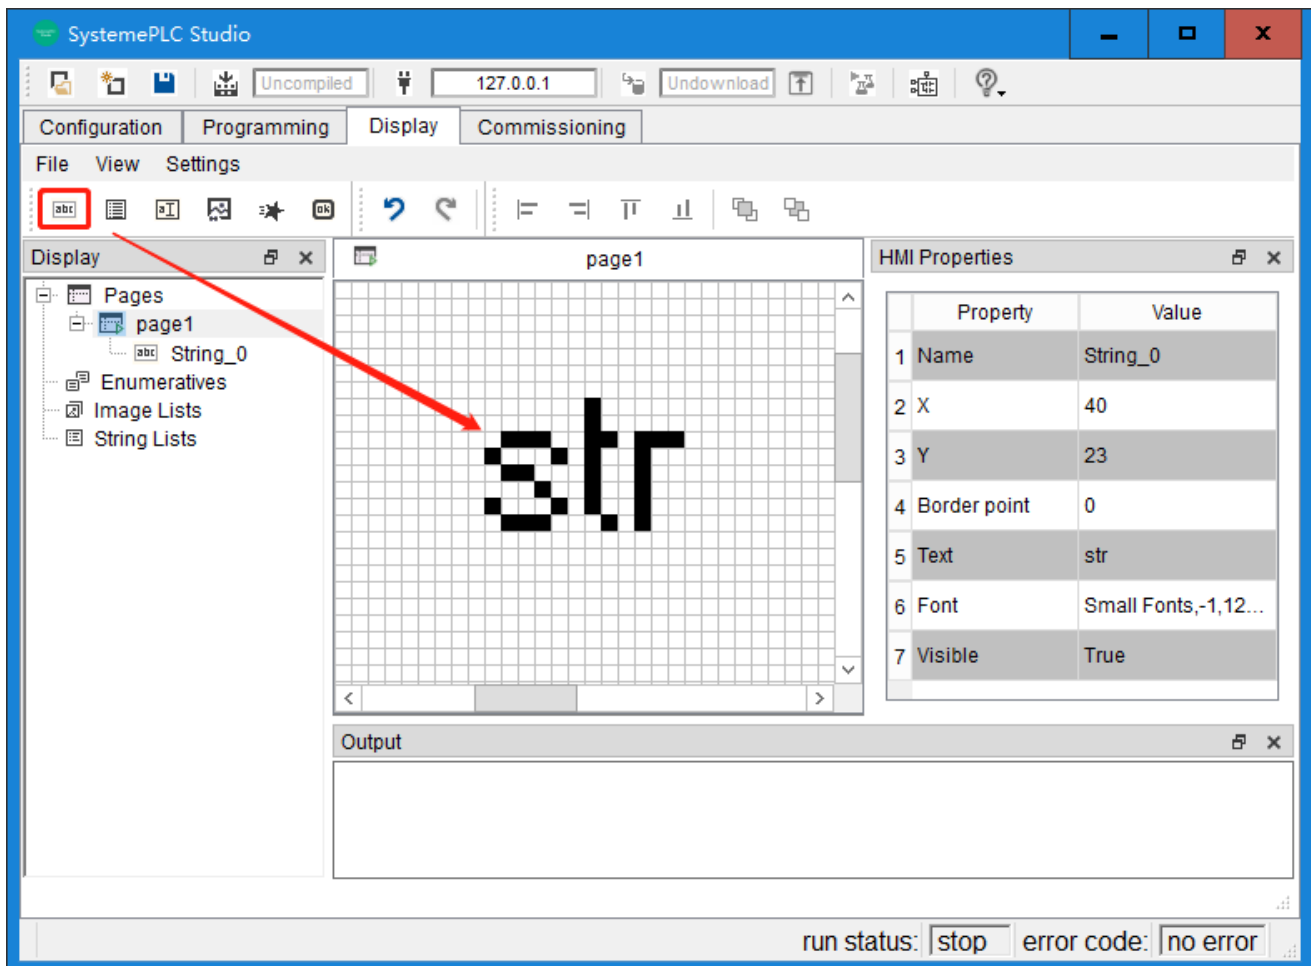 SystemePLC Studio
Uncompiled 127.0.0.1 Undownload
Configuration Programming Display Commissioning
File View Settings
abc aI ok
Display
Pages
page1
abc String_0
Enumeratives
Image Lists
String Lists
page1
str
HMI Properties
Property Value
1 Name String_0
2 X 40
3 Y 23
4 Border point 0
5 Text str
6 Font Small Fonts,-1,12...
7 Visible True
Output
run status: stop error code: no error